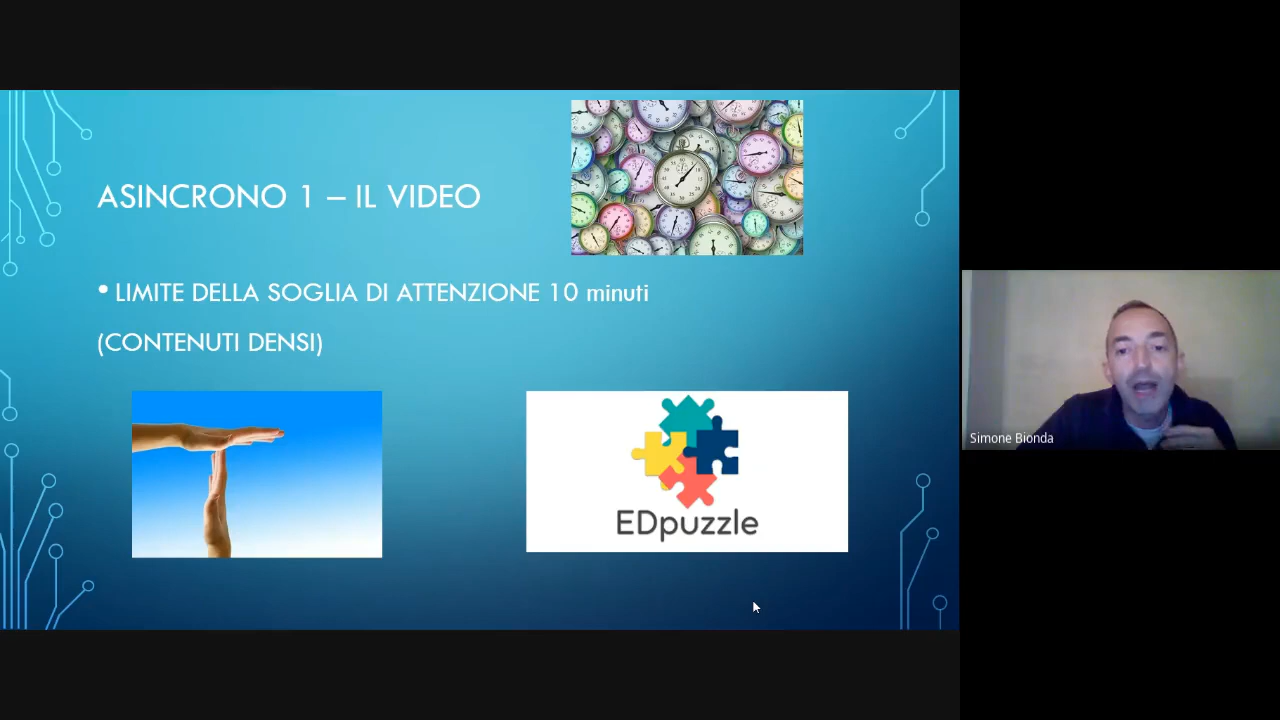 ASINCRONO 1 – IL VIDEO
• LIMITE DELLA SOGLIA DI ATTENZIONE 10 minuti
(CONTENUTI DENSI)
EDpuzzle
Simone Bionda